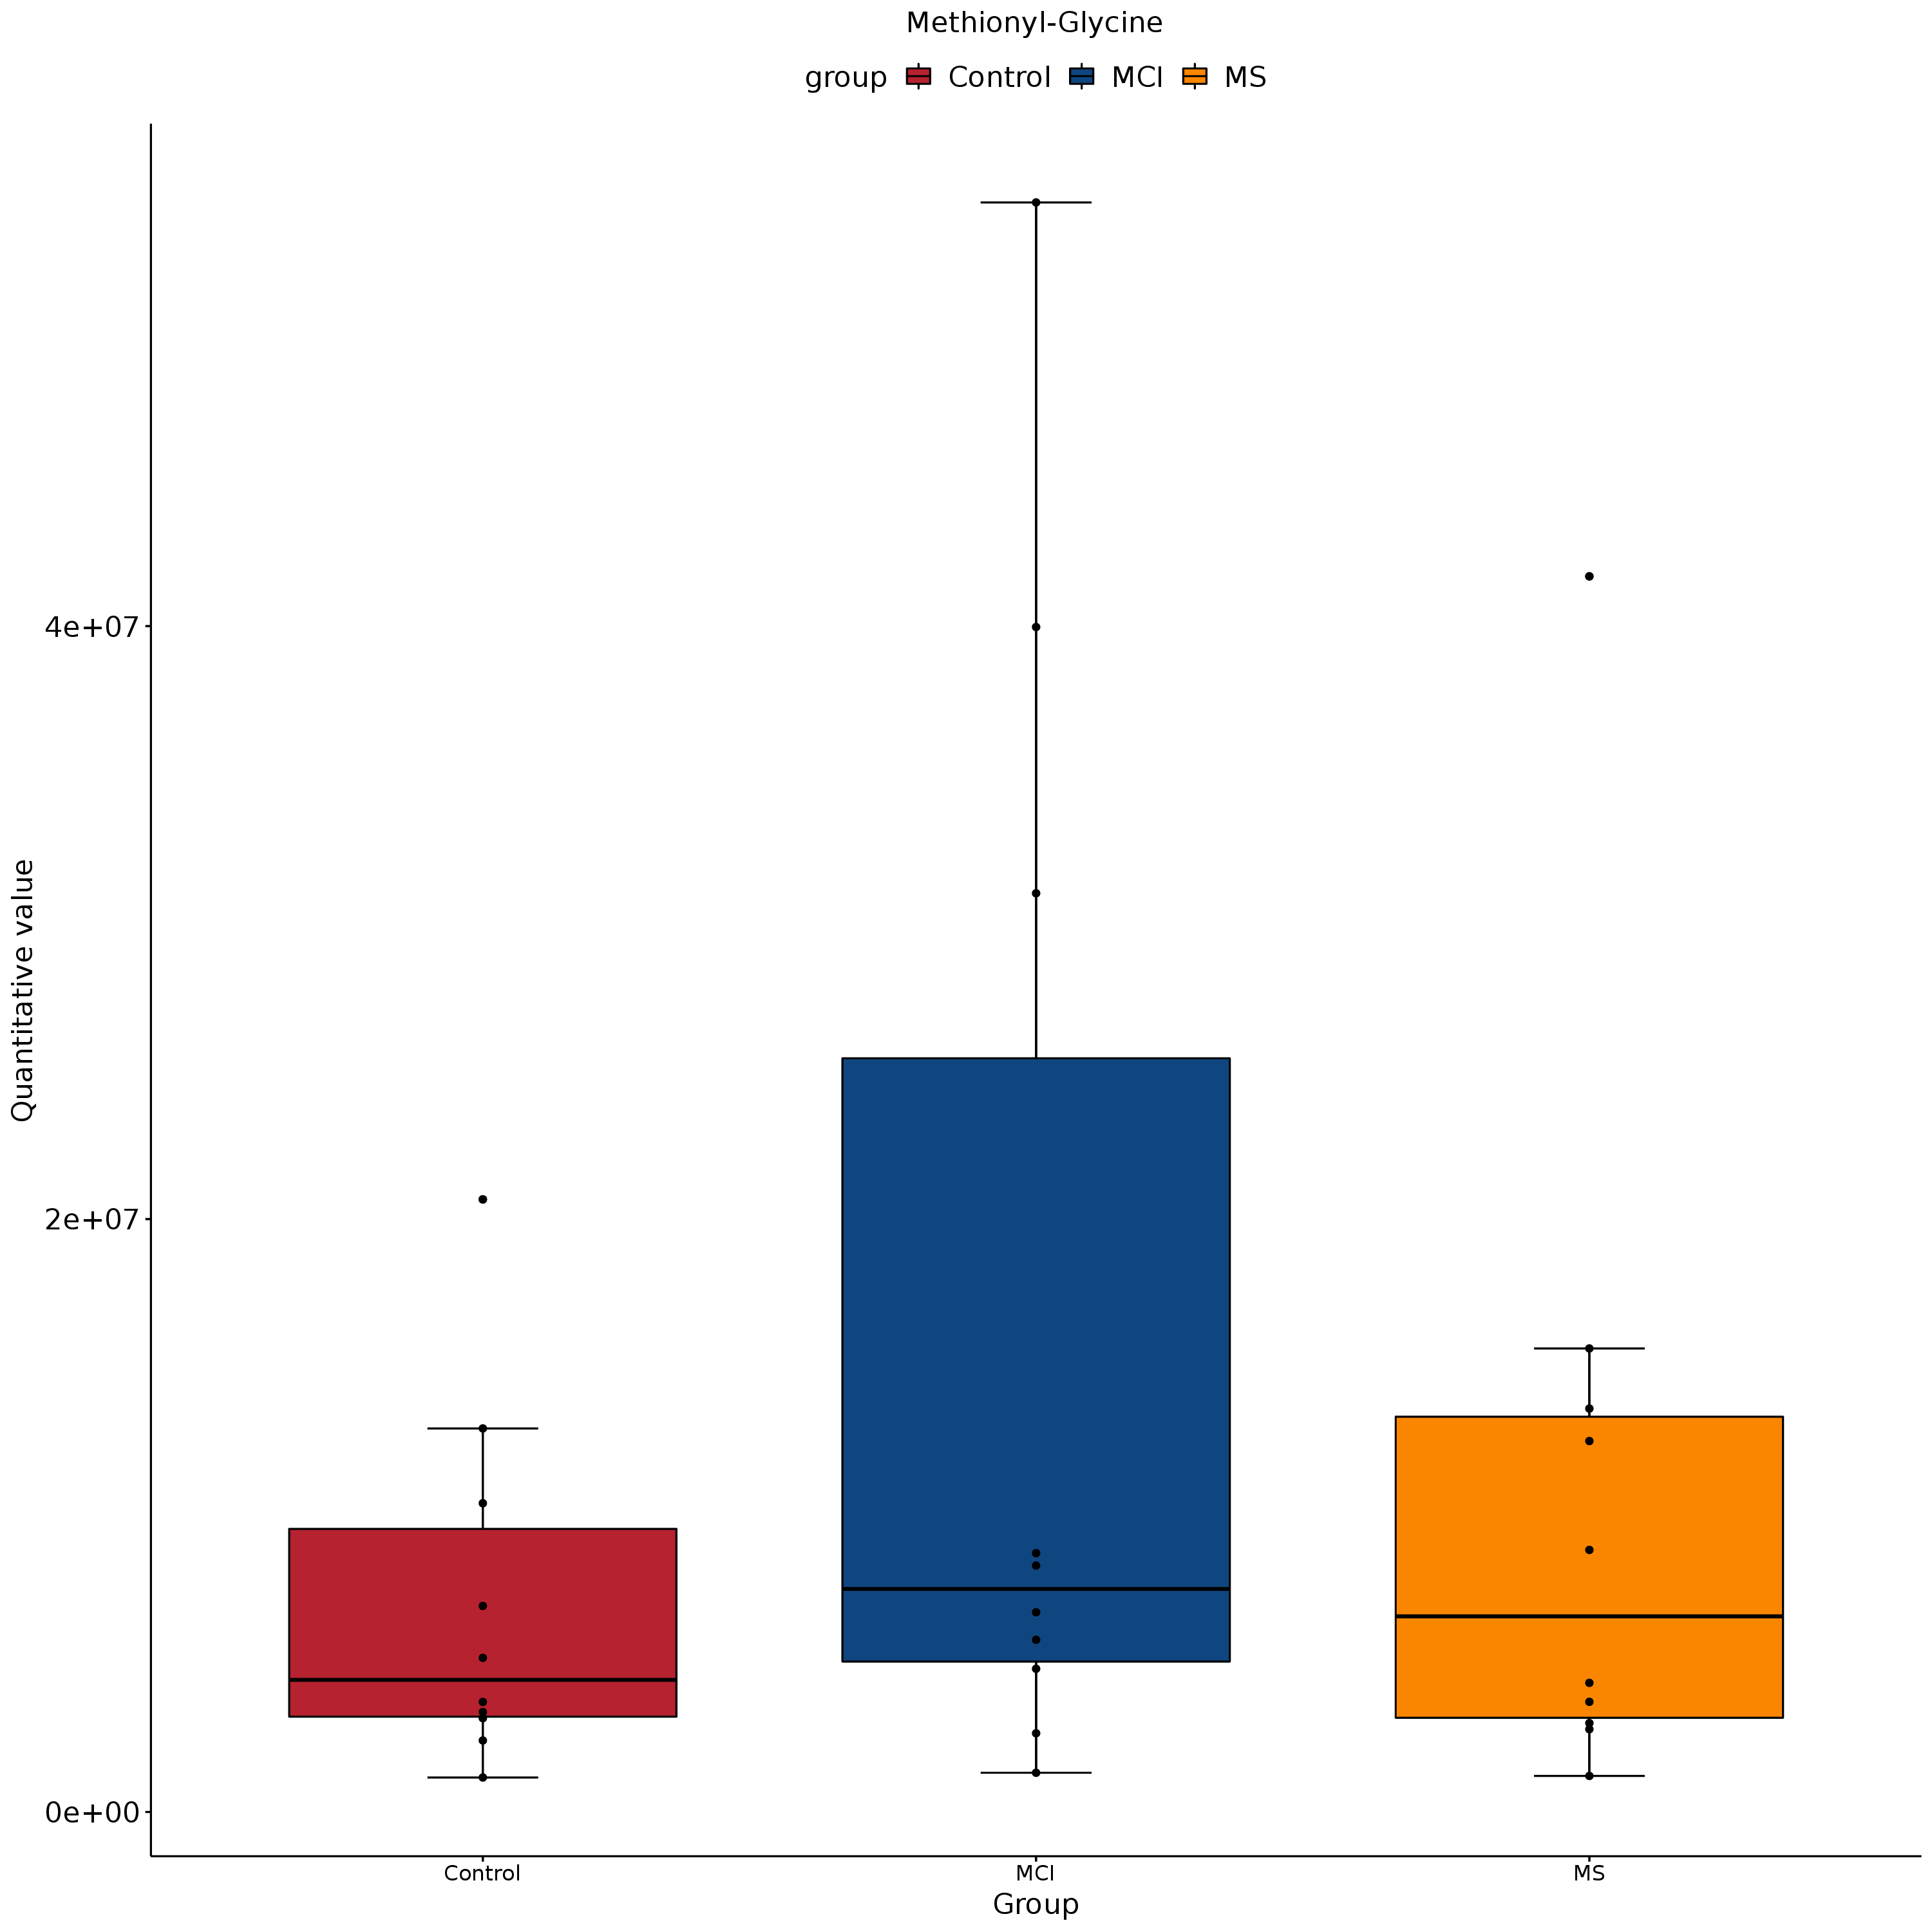 Methionyl-Glycine
group Control MCI MS
Quantitative value
4e+07
2e+07
0e+00
Control MCI MS
Group